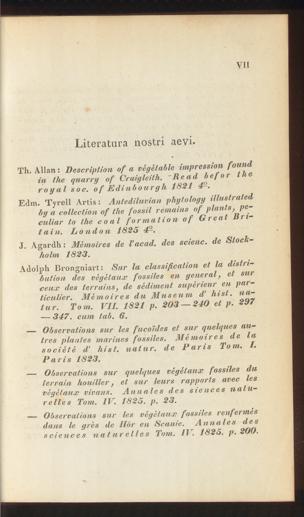 VII
Literatura nostri aevi.
Th. Allan: Description of a végétable impression found
in the quarry of Craigleith. Read befor the
royal soc. of Edinbourgh 1821 4º.
Edm. Tyrell Artis: Antediluvian phytology illustrated
by a collection of the fossil remains of plants, pe-
culiar to the coal formation of Great Bri-
tain. London 1825 4º.
J. Agardh: Mémoires de l'acad. des scienc. de Stock-
holm 1823.
Adolph Brongniart: Sur la classification et la distri-
bution des végétaux fossiles en general, et sur
ceux des terrains, de sédiment supérieur en par-
ticulier. Mémoires du Museum d' hist. na-
tur. Tom. VII. 1821 p. 203 — 240 et p. 297
— 347. cum tab. 6.
— Observations sur les fucoïdes et sur quelques au-
tres plantes marines fossiles. Mémoires de la
société d' hist. natur. de Paris Tom. I.
Paris 1823.
— Observations sur quelques végétaux fossiles du
terrain houiller, et sur leurs rapports avec les
végétaux vivans. Annales des siences natu-
relles Tom. IV. 1825. p. 23.
— Observations sur les végétaux fossiles renfermés
dans le grès de Hör en Scanie. Annales des
sciences naturelles Tom. IV. 1825. p. 200.